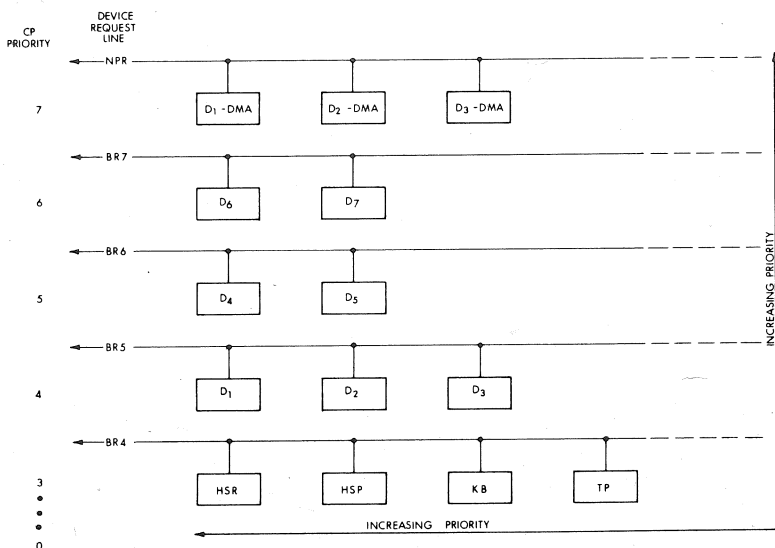 CP
PRIORITY
DEVICE
REQUEST
LINE
NPR
7
D1 -DMA
D2 -DMA
D3 -DMA
BR7
6
D6
D7
BR6
5
D4
D5
BR5
4
D1
D2
D3
BR4
3
HSR
HSP
KB
TP
0
INCREASING PRIORITY
INCREASING PRIORITY